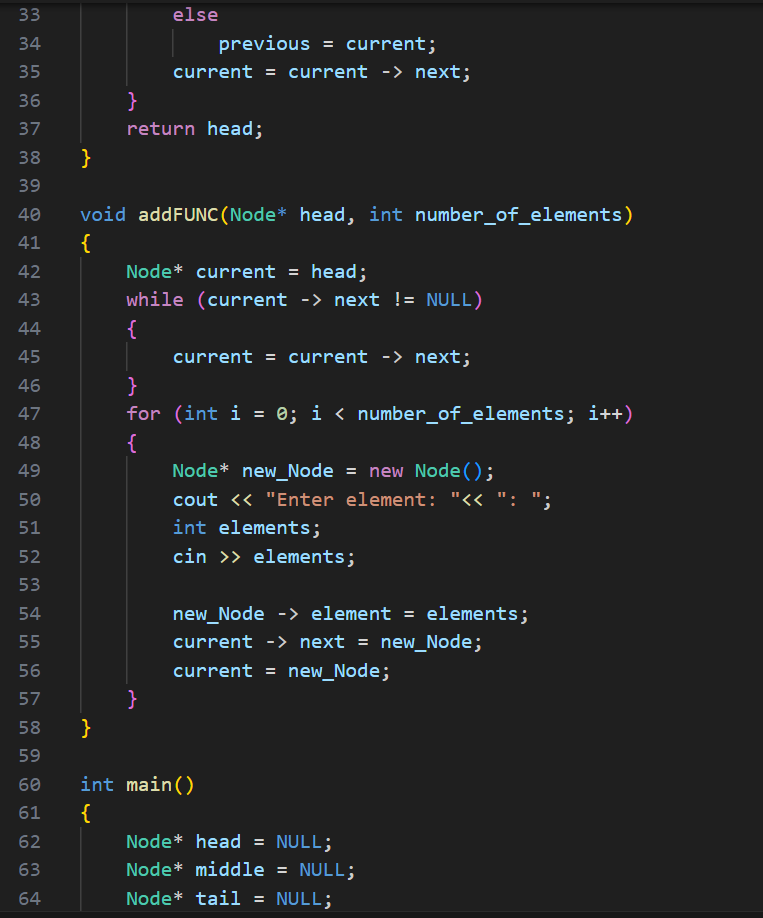 33 else
34 previous = current;
35 current = current -> next;
36 }
37 return head;
38 }
39
40 void addFUNC(Node* head, int number_of_elements)
41 {
42 Node* current = head;
43 while (current -> next != NULL)
44 {
45 current = current -> next;
46 }
47 for (int i = 0; i < number_of_elements; i++)
48 {
49 Node* new_Node = new Node();
50 cout << "Enter element: "<< ": ";
51 int elements;
52 cin >> elements;
53
54 new_Node -> element = elements;
55 current -> next = new_Node;
56 current = new_Node;
57 }
58 }
59
60 int main()
61 {
62 Node* head = NULL;
63 Node* middle = NULL;
64 Node* tail = NULL;